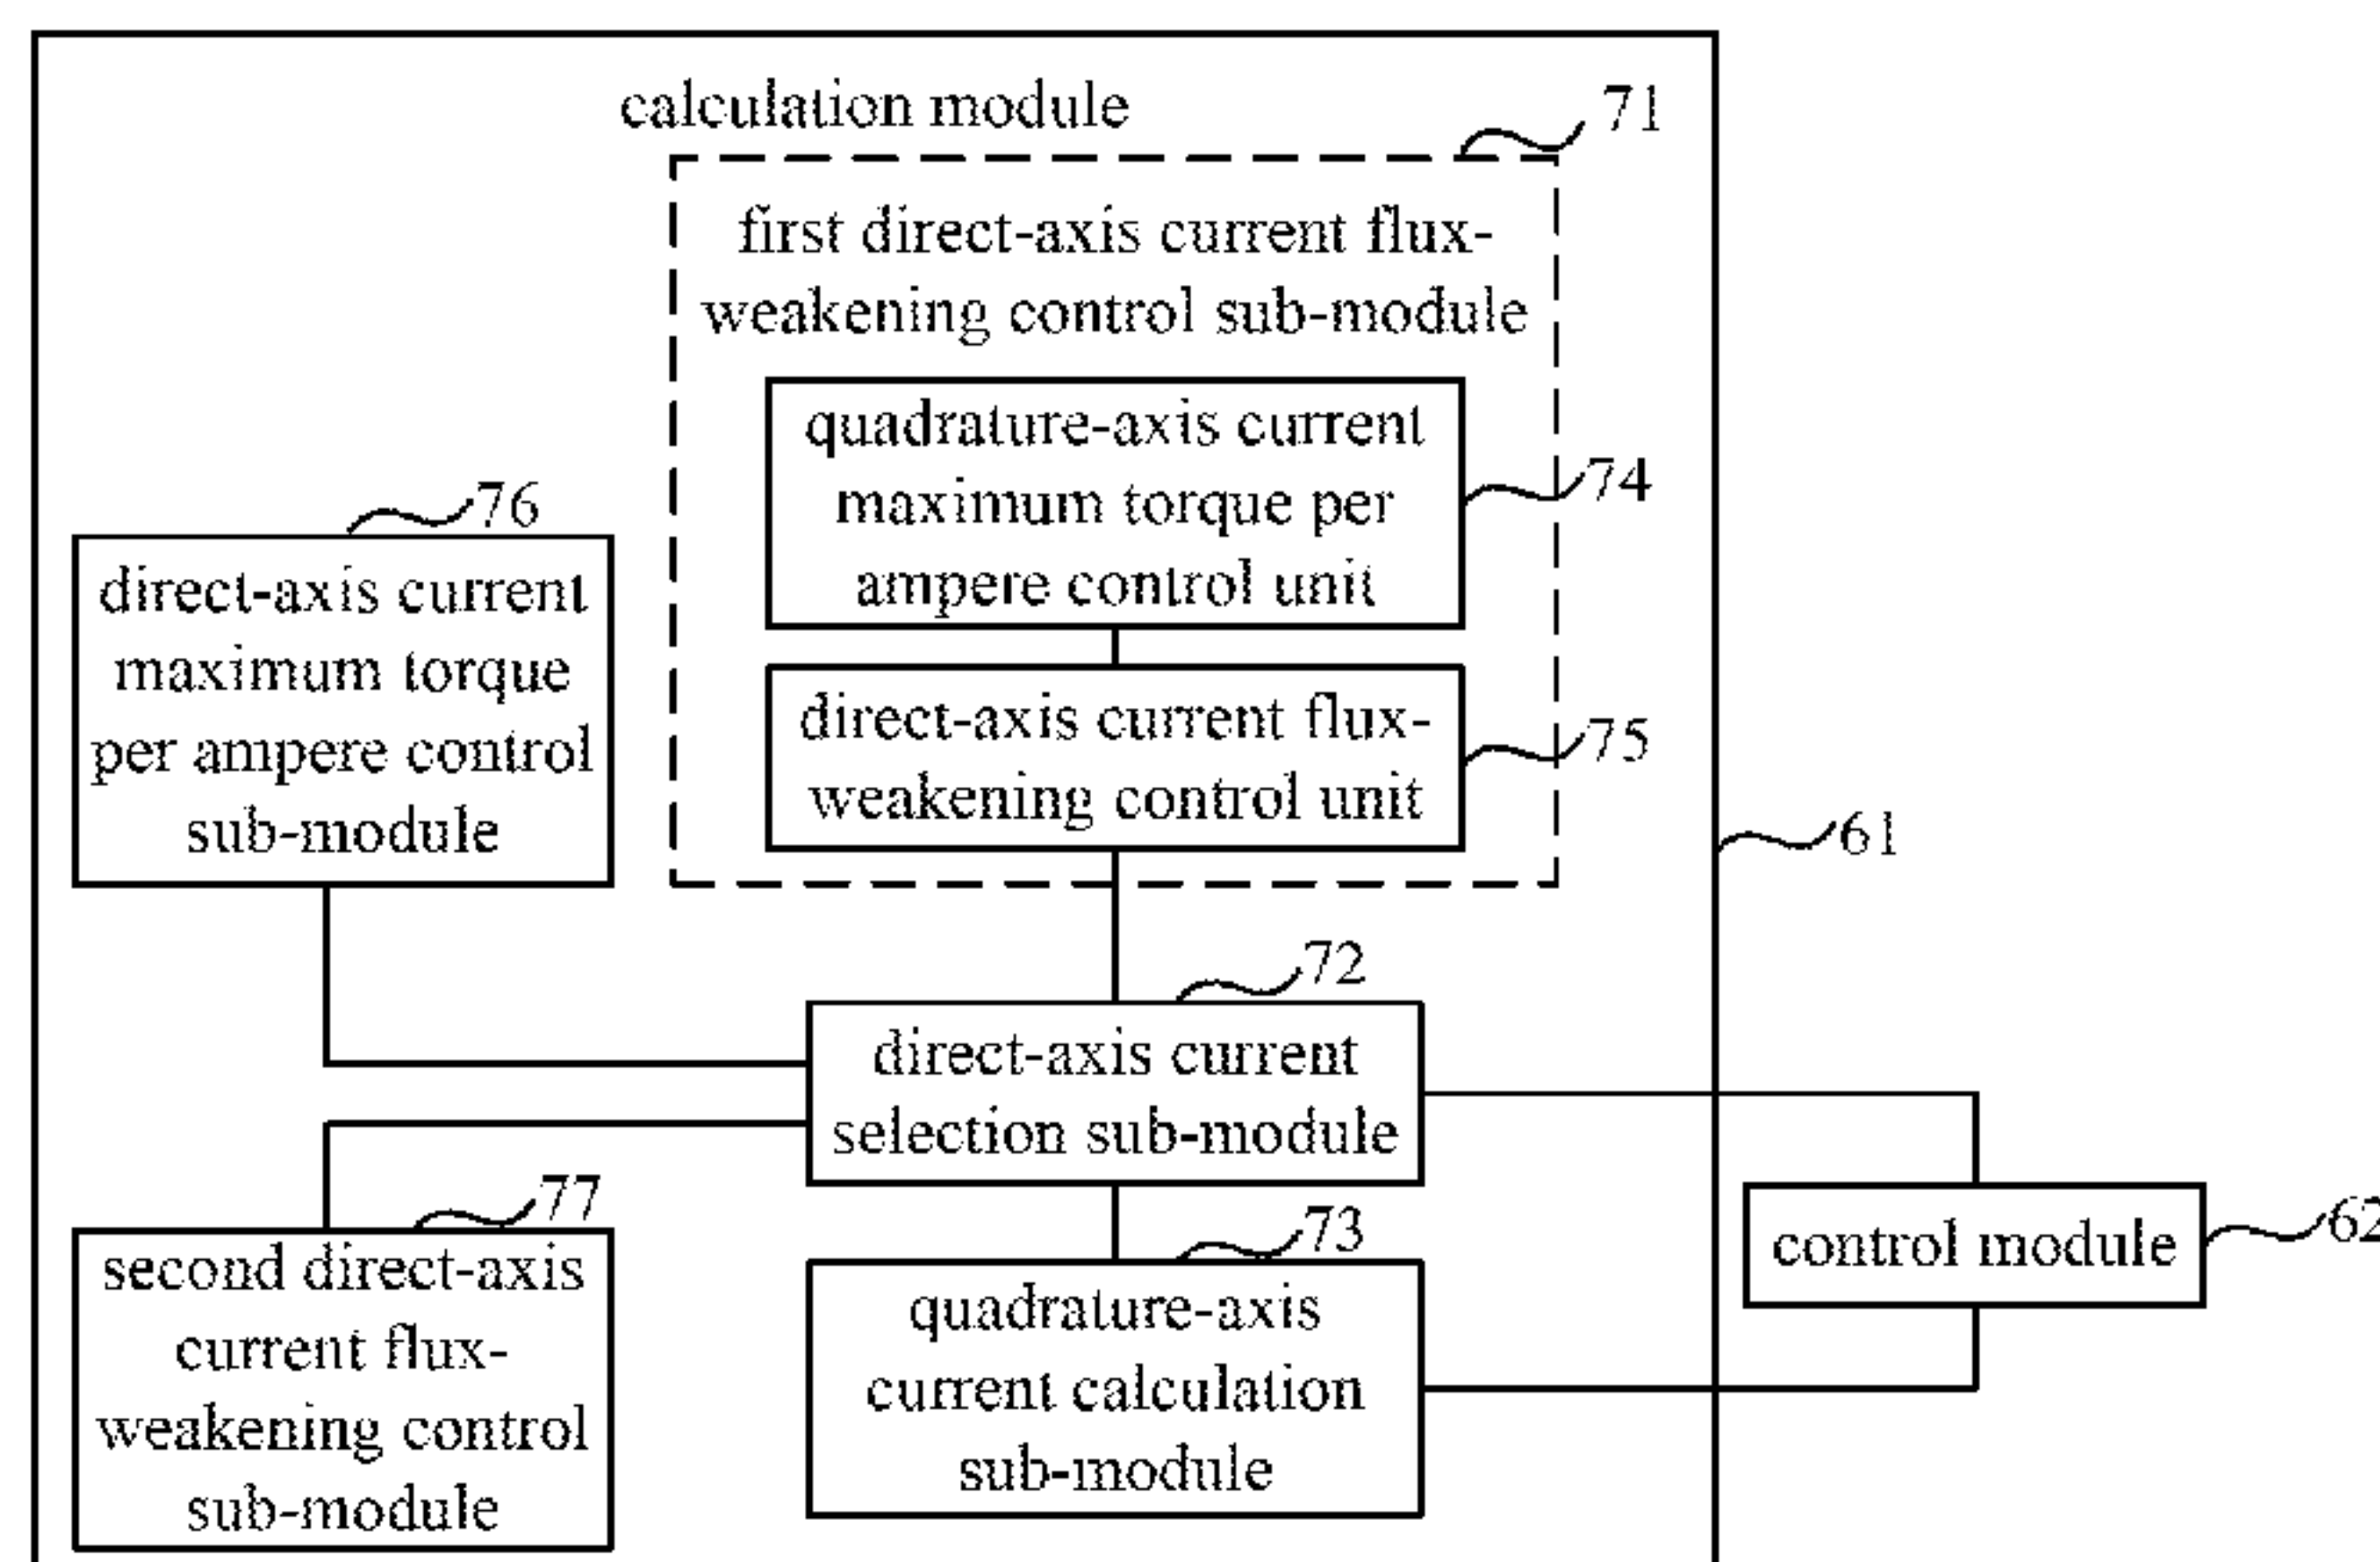 calculation module
71
first direct-axis current flux-
weakening control sub-module
quadrature-axis current
maximum torque per
ampere control unit
74
76
direct-axis current
maximum torque
per ampere control
sub-module
direct-axis current flux-
weakening control unit
75
61
72
direct-axis current
selection sub-module
77
second direct-axis
current flux-
weakening control
sub-module
73
quadrature-axis
current calculation
sub-module
control module
62